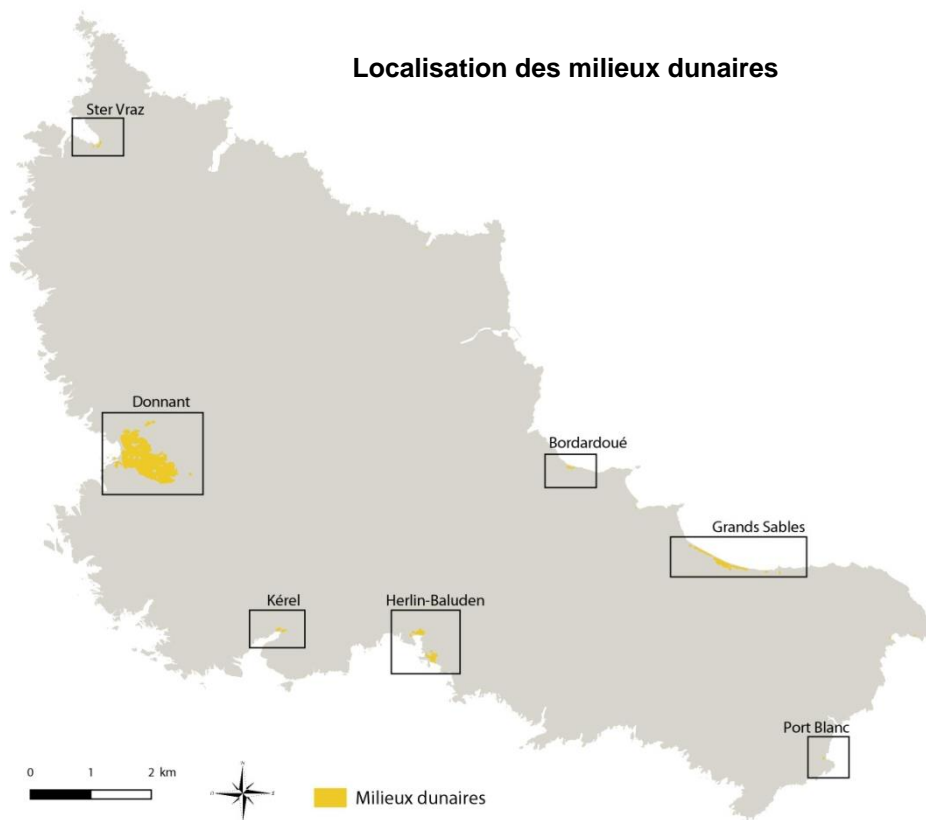 Localisation des milieux dunaires
Ster Vraz
Donnant
Bordardoué
Grands Sables
Kérel
Herlin-Baluden
Port Blanc
0 1 2 km
N
O E
S
Milieux dunaires